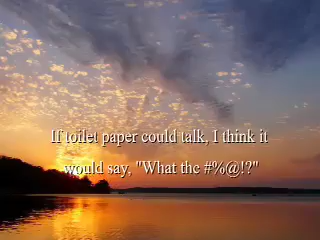 If toilet paper could talk, I think it
would say, "What the #%@!?"